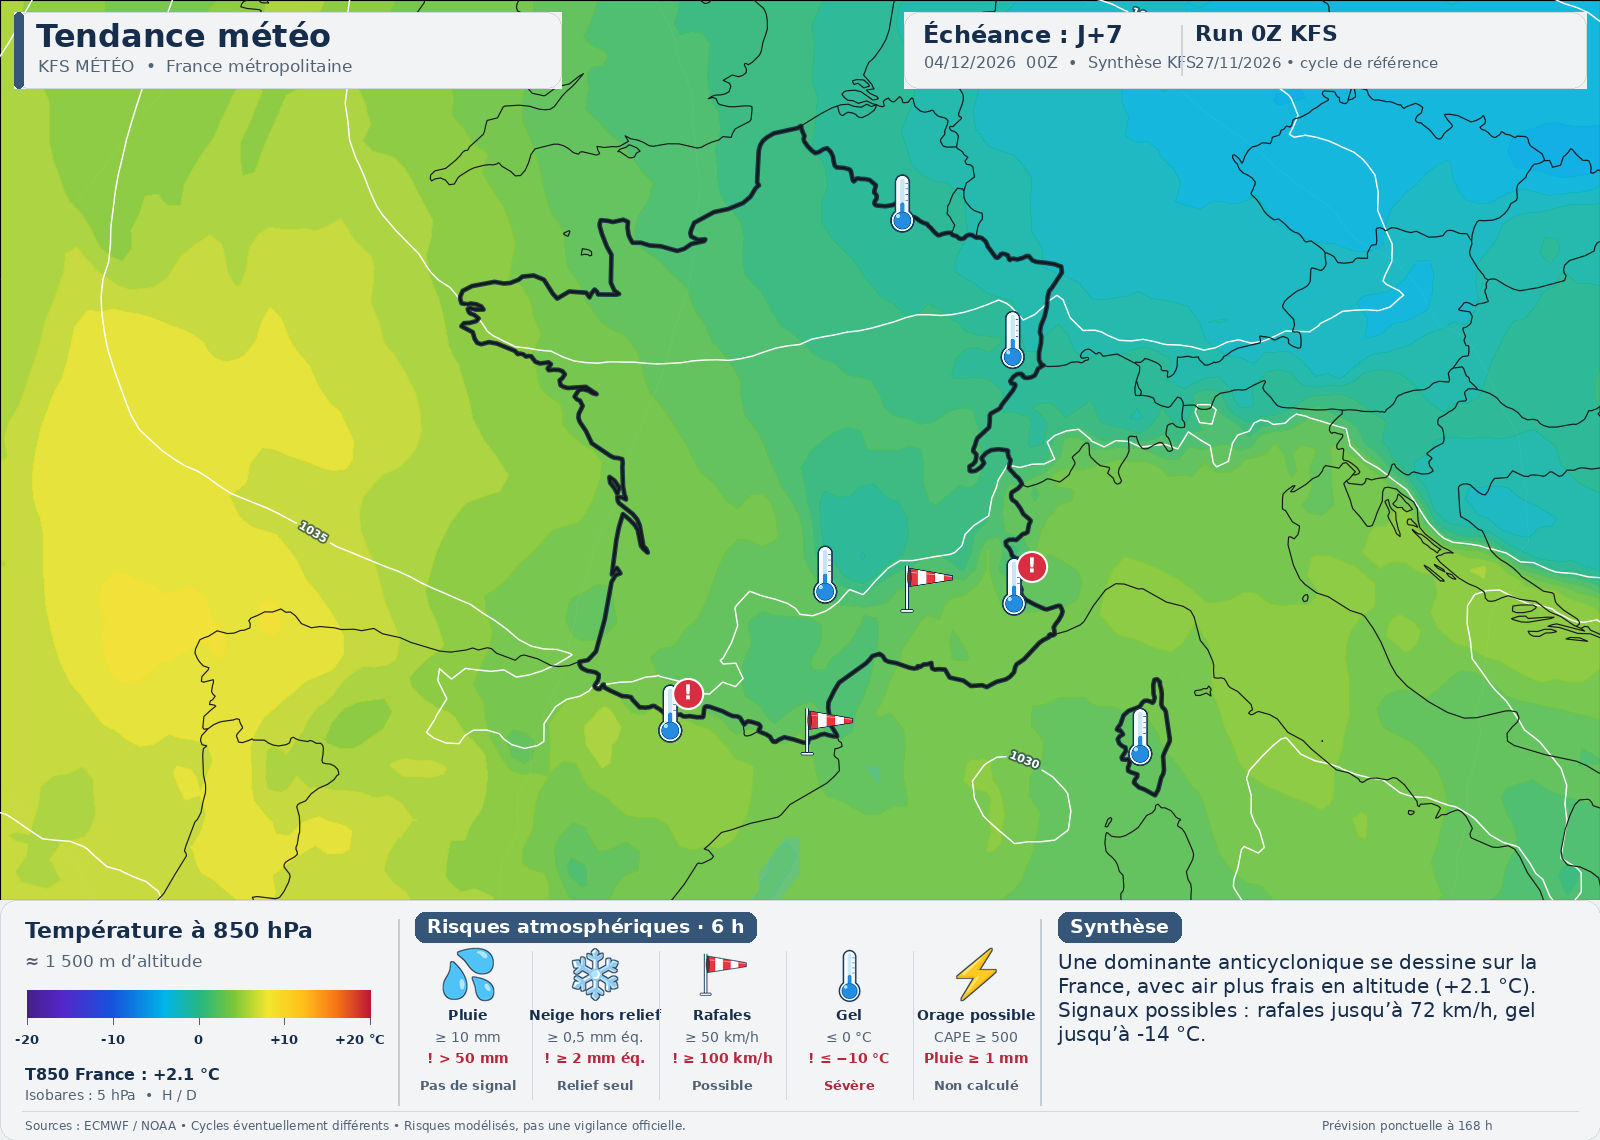 Tendance météo
KFS MÉTÉO • France métropolitaine
Échéance : J+7
04/12/2026 00Z • Synthèse KFS
Run 0Z KFS
27/11/2026 • cycle de référence
1035
1030
!
!
Température à 850 hPa
≈ 1 500 m d’altitude
-20 -10 0 +10 +20 °C
T850 France : +2.1 °C
Isobares : 5 hPa • H / D
Risques atmosphériques · 6 h
Pluie
≥ 10 mm
! > 50 mm
Pas de signal
Neige hors relief
≥ 0,5 mm éq.
! ≥ 2 mm éq.
Relief seul
Rafales
≥ 50 km/h
! ≥ 100 km/h
Possible
Gel
≤ 0 °C
! ≤ −10 °C
Sévère
Orage possible
CAPE ≥ 500
Pluie ≥ 1 mm
Non calculé
Synthèse
Une dominante anticyclonique se dessine sur la
France, avec air plus frais en altitude (+2.1 °C).
Signaux possibles : rafales jusqu’à 72 km/h, gel
jusqu’à -14 °C.
Sources : ECMWF / NOAA • Cycles éventuellement différents • Risques modélisés, pas une vigilance officielle.
Prévision ponctuelle à 168 h